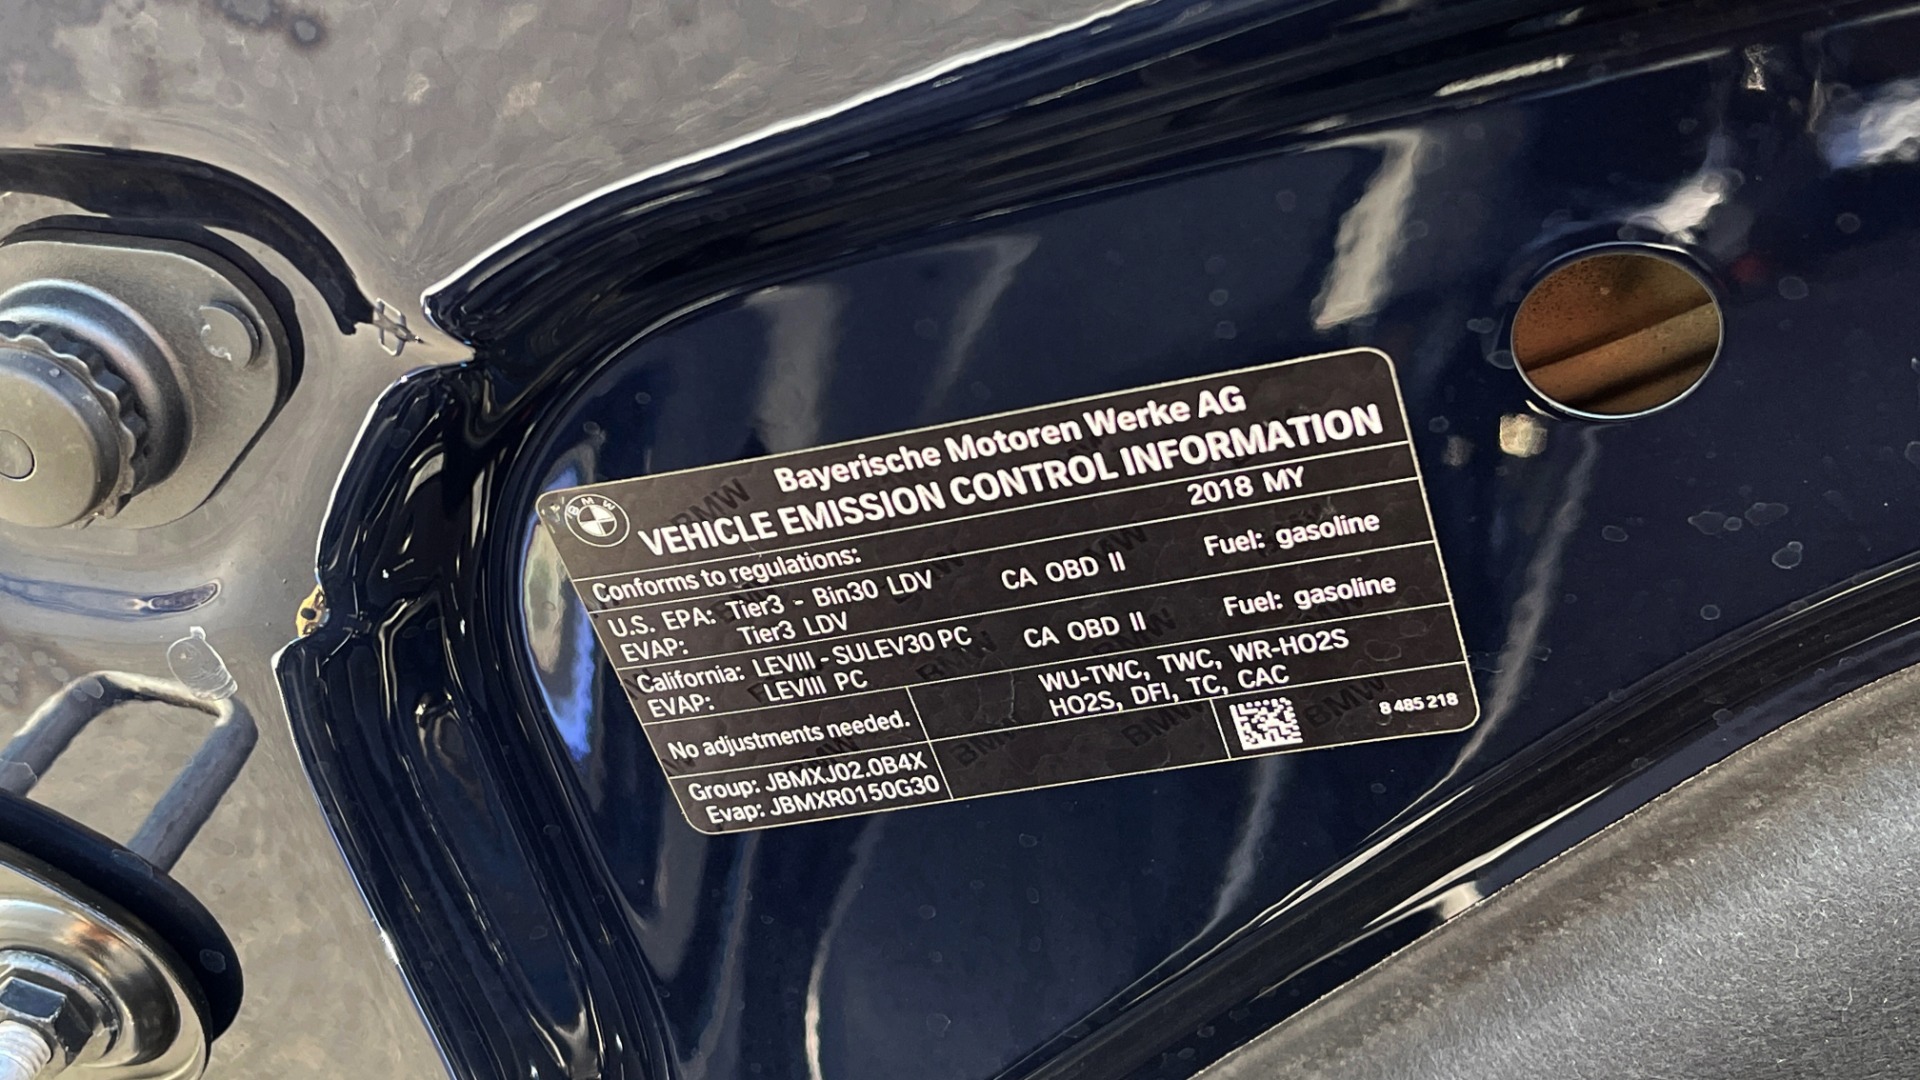 BMW
Bayerische Motoren Werke AG
VEHICLE EMISSION CONTROL INFORMATION
Conforms to regulations: 2018 MY
U.S. EPA: Tier3 - Bin30 LDV CA OBD II Fuel: gasoline
EVAP: Tier3 LDV
California: LEVIII - SULEV30 PC CA OBD II Fuel: gasoline
EVAP: LEVIII PC
No adjustments needed. WU-TWC, TWC, WR-HO2S
HO2S, DFI, TC, CAC
Group: JBMXJ02.0B4X
Evap: JBMXR0150G30
8 485 218